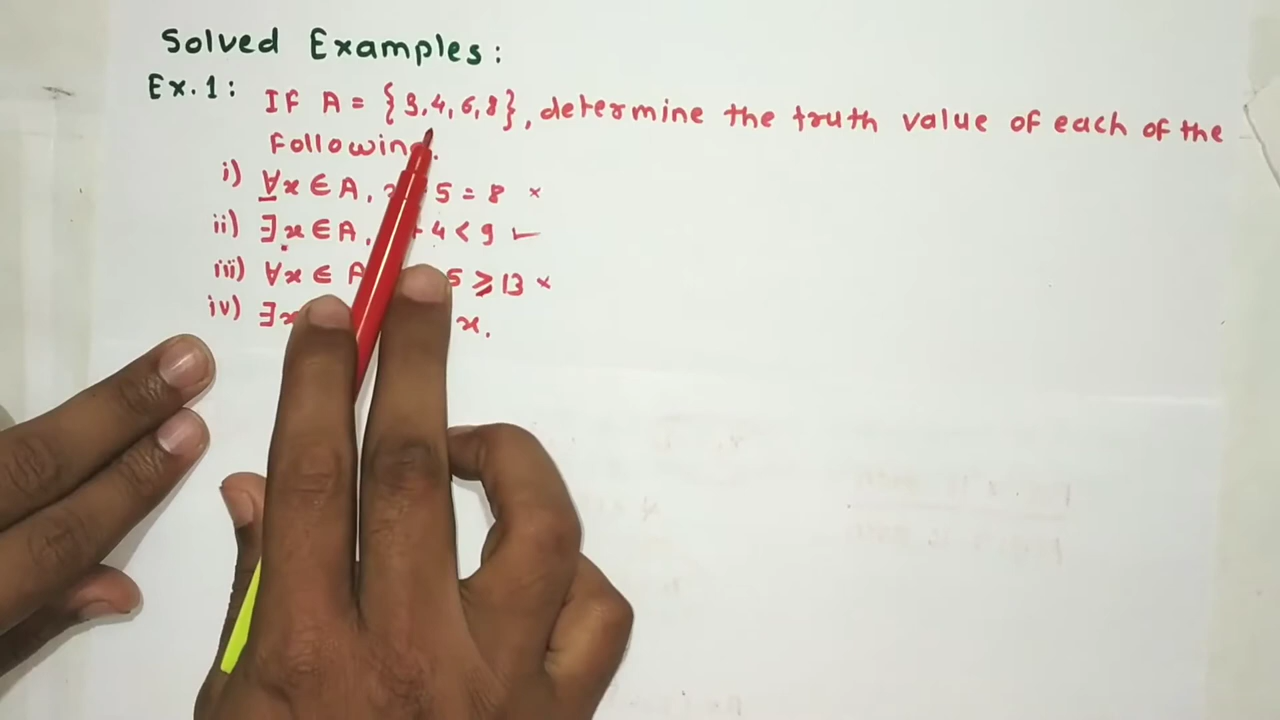 Solved Examples:
Ex.1: If A = {3,4,6,8}, determine the truth value of each of the
Following.
i) ∀x ∈ A, 5 = 8 ×
ii) ∃x ∈ A, 4 < 9 ✓
iii) ∀x ∈ A 5 ⩾ 13 ×
iv) ∃x x.